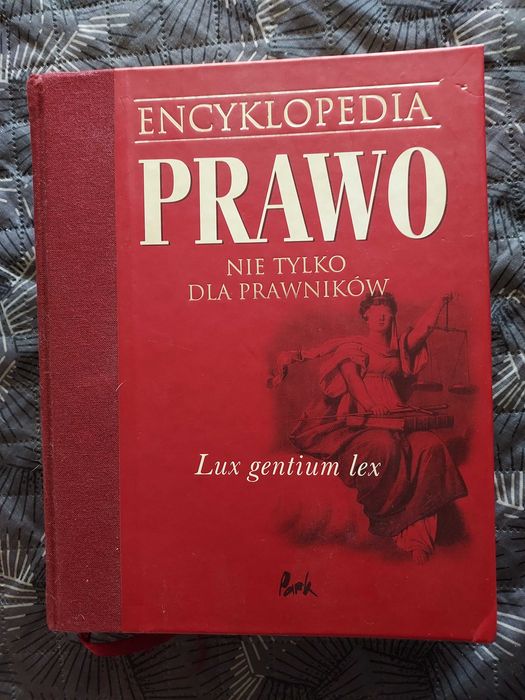 ENCYKLOPEDIA
PRAWO
NIE TYLKO
DLA PRAWNIKÓW
Lux gentium lex
Park